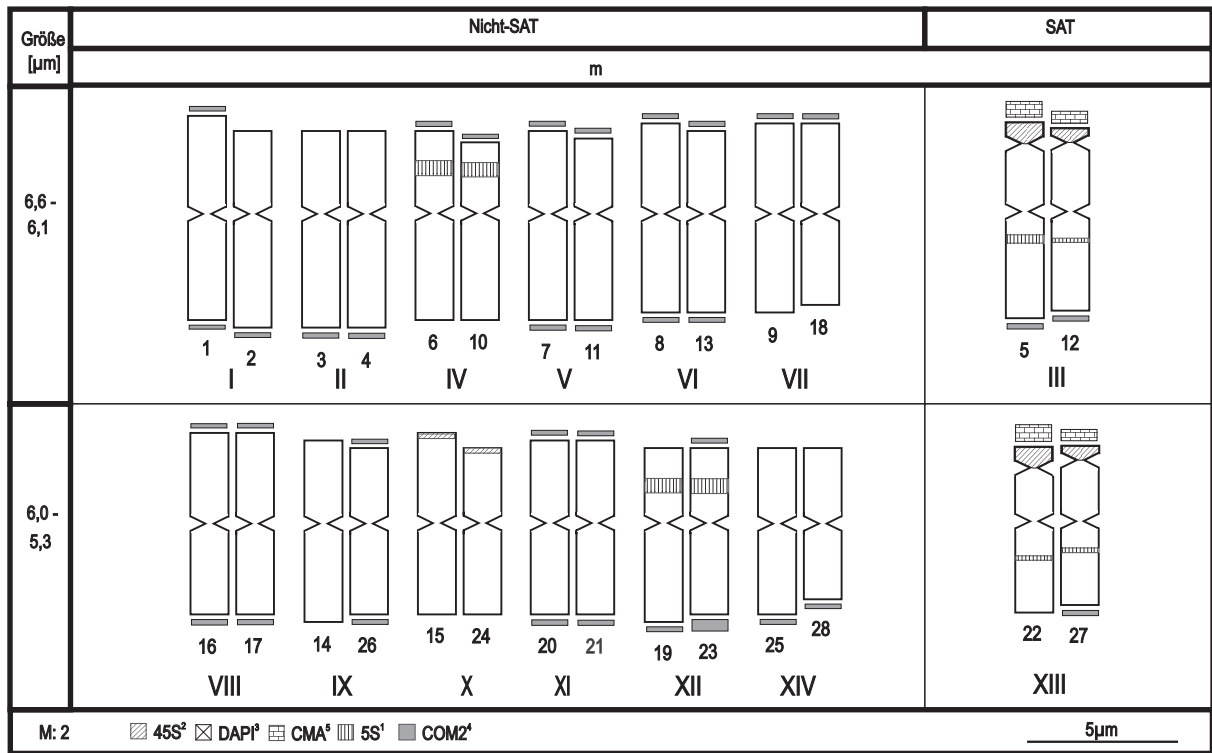 Größe
[µm]
Nicht-SAT
SAT
m
6,6 -
6,1
1 2 3 4 6 10 7 11 8 13 9 18 5 12
I II IV V VI VII III
6,0 -
5,3
16 17 14 26 15 24 20 21 19 23 25 28 22 27
VIII IX X XI XII XIV XIII
M: 2 45S² DAPI³ CMA⁵ 5S¹ COM2⁴ 5µm